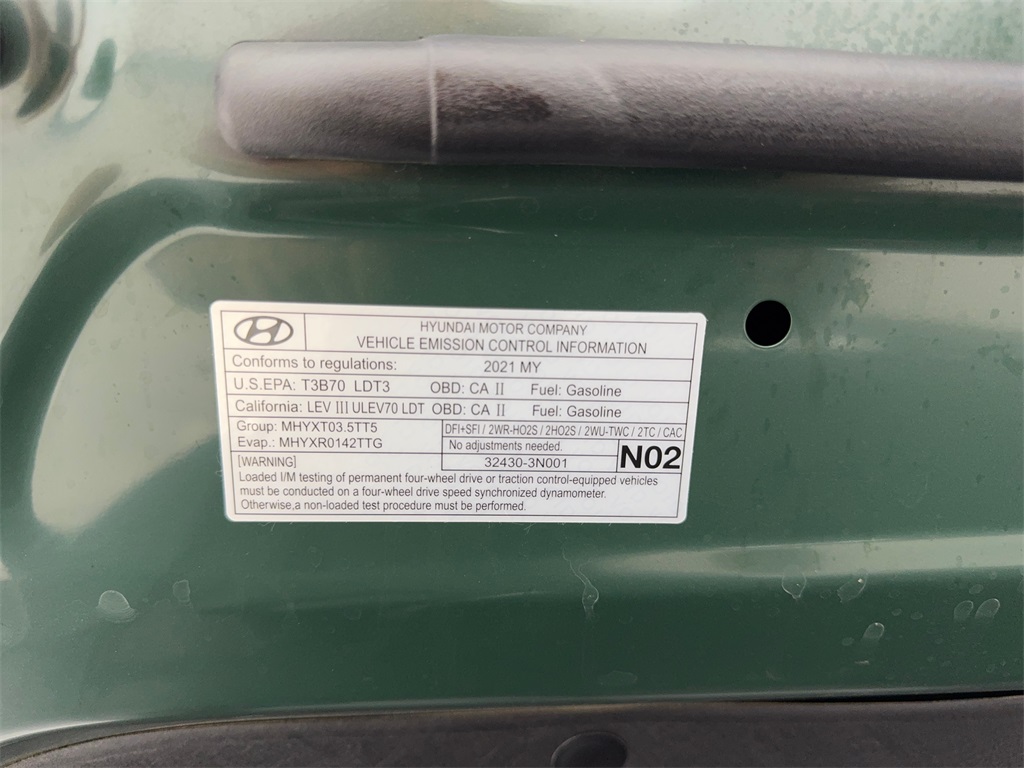 HYUNDAI MOTOR COMPANY
VEHICLE EMISSION CONTROL INFORMATION
Conforms to regulations: 2021 MY
U.S.EPA: T3B70 LDT3 OBD: CA II Fuel: Gasoline
California: LEV III ULEV70 LDT OBD: CA II Fuel: Gasoline
Group: MHYXT03.5TT5
Evap.: MHYXR0142TTG
DFI+SFI / 2WR-HO2S / 2HO2S / 2WU-TWC / 2TC / CAC
No adjustments needed.
32430-3N001
N02
[WARNING]
Loaded I/M testing of permanent four-wheel drive or traction control-equipped vehicles
must be conducted on a four-wheel drive speed synchronized dynamometer.
Otherwise,a non-loaded test procedure must be performed.